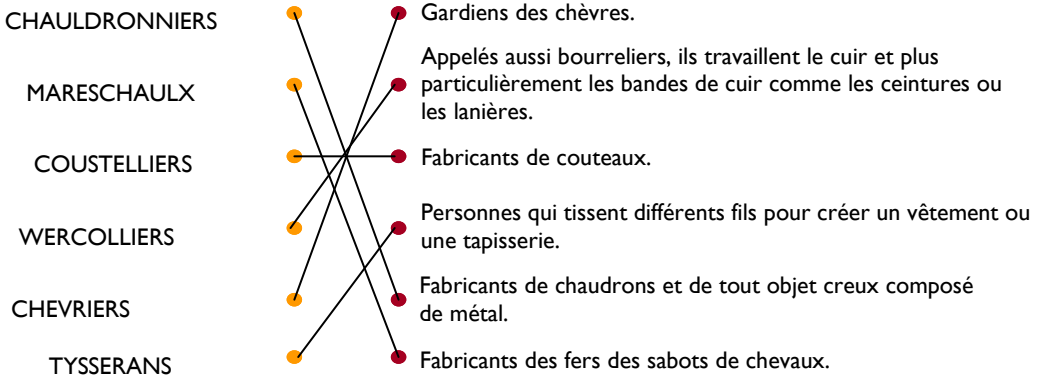 CHAULDRONNIERS
Gardiens des chèvres.
MARESCHAULX
Appelés aussi bourreliers, ils travaillent le cuir et plus
particulièrement les bandes de cuir comme les ceintures ou
les lanières.
COUSTELLIERS
Fabricants de couteaux.
WERCOLLIERS
Personnes qui tissent différents fils pour créer un vêtement ou
une tapisserie.
CHEVRIERS
Fabricants de chaudrons et de tout objet creux composé
de métal.
TYSSERANS
Fabricants des fers des sabots de chevaux.